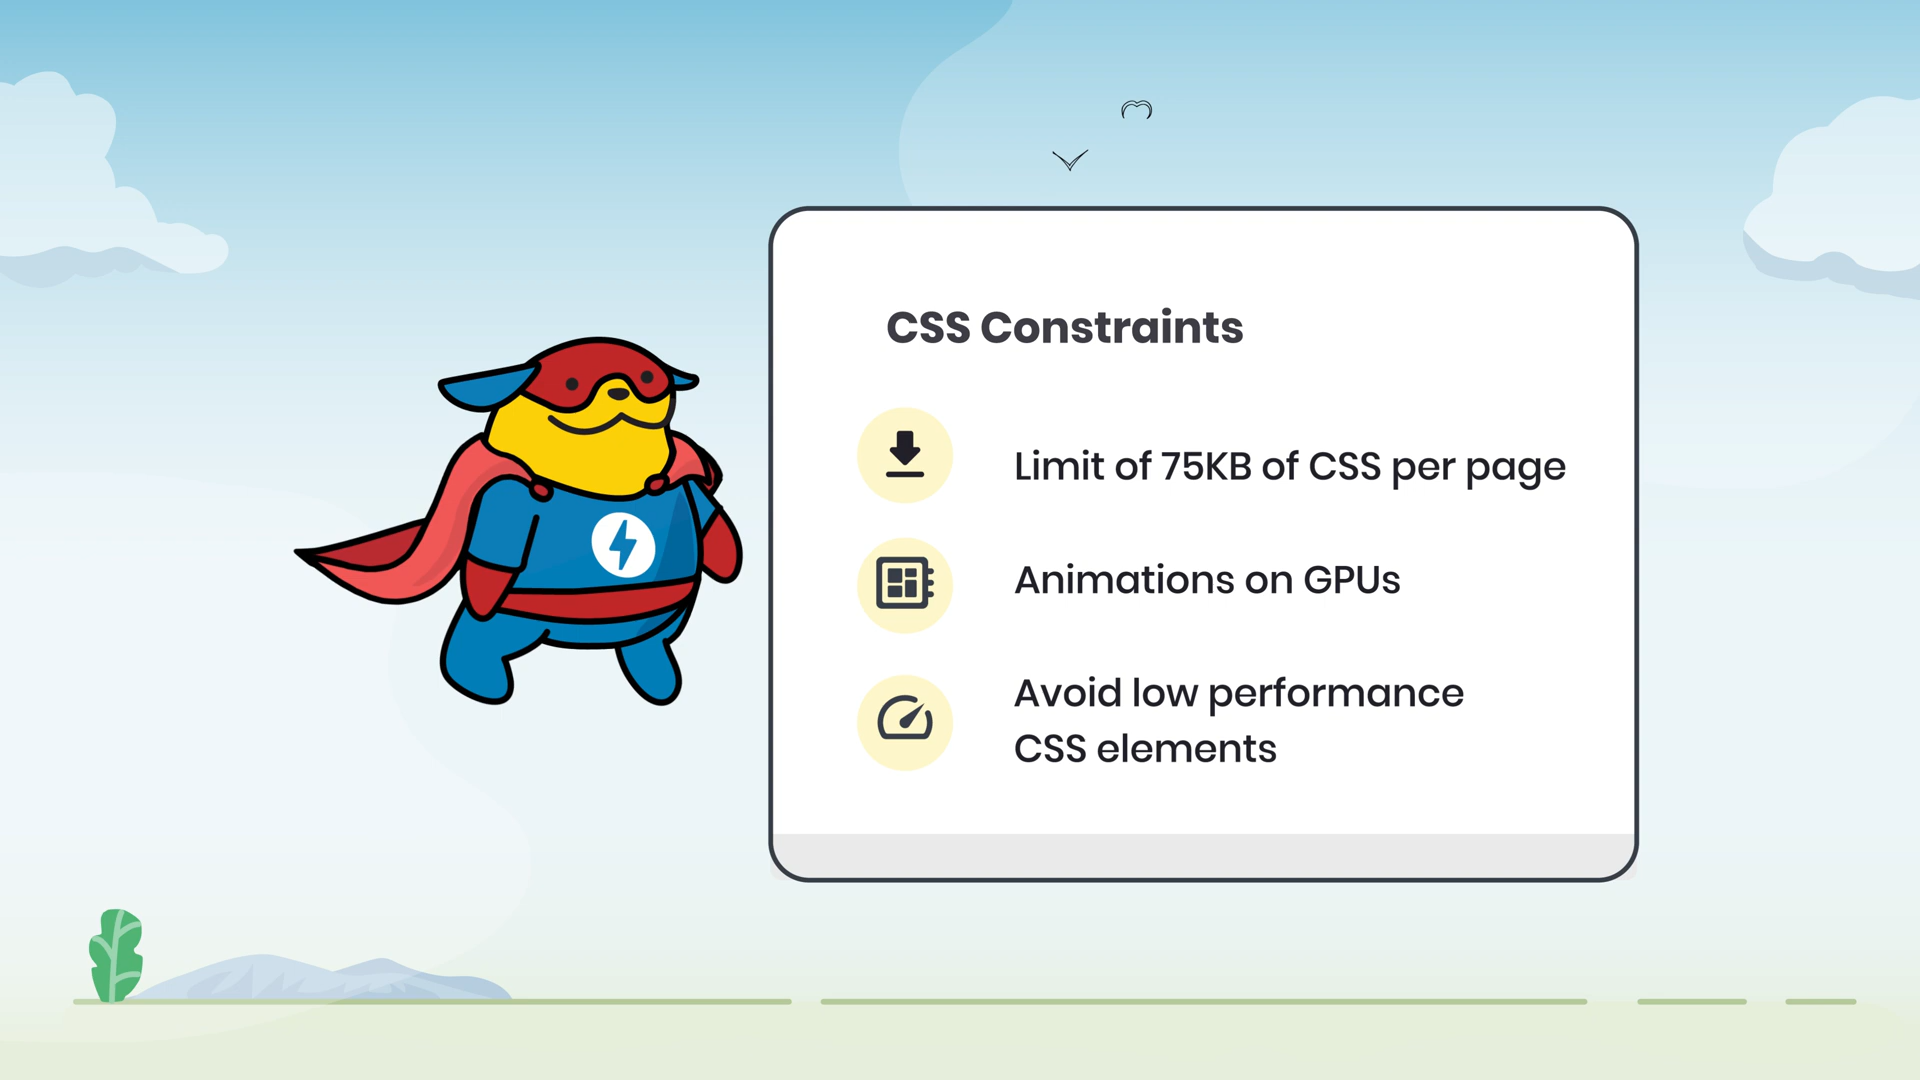 CSS Constraints
Limit of 75KB of CSS per page
Animations on GPUs
Avoid low performance
CSS elements